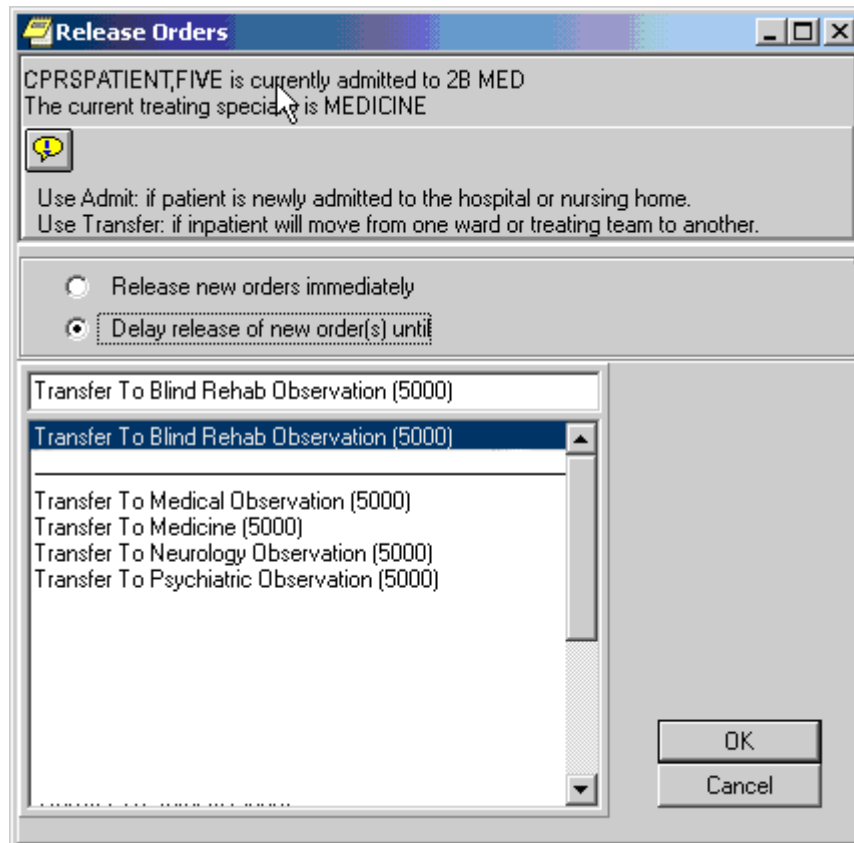 Release Orders
CPRSPATIENT,FIVE is currently admitted to 2B MED
The current treating specialty is MEDICINE
Use Admit: if patient is newly admitted to the hospital or nursing home.
Use Transfer: if inpatient will move from one ward or treating team to another.
Release new orders immediately
Delay release of new order(s) until
Transfer To Blind Rehab Observation (5000)
Transfer To Blind Rehab Observation (5000)
Transfer To Medical Observation (5000)
Transfer To Medicine (5000)
Transfer To Neurology Observation (5000)
Transfer To Psychiatric Observation (5000)
OK
Cancel